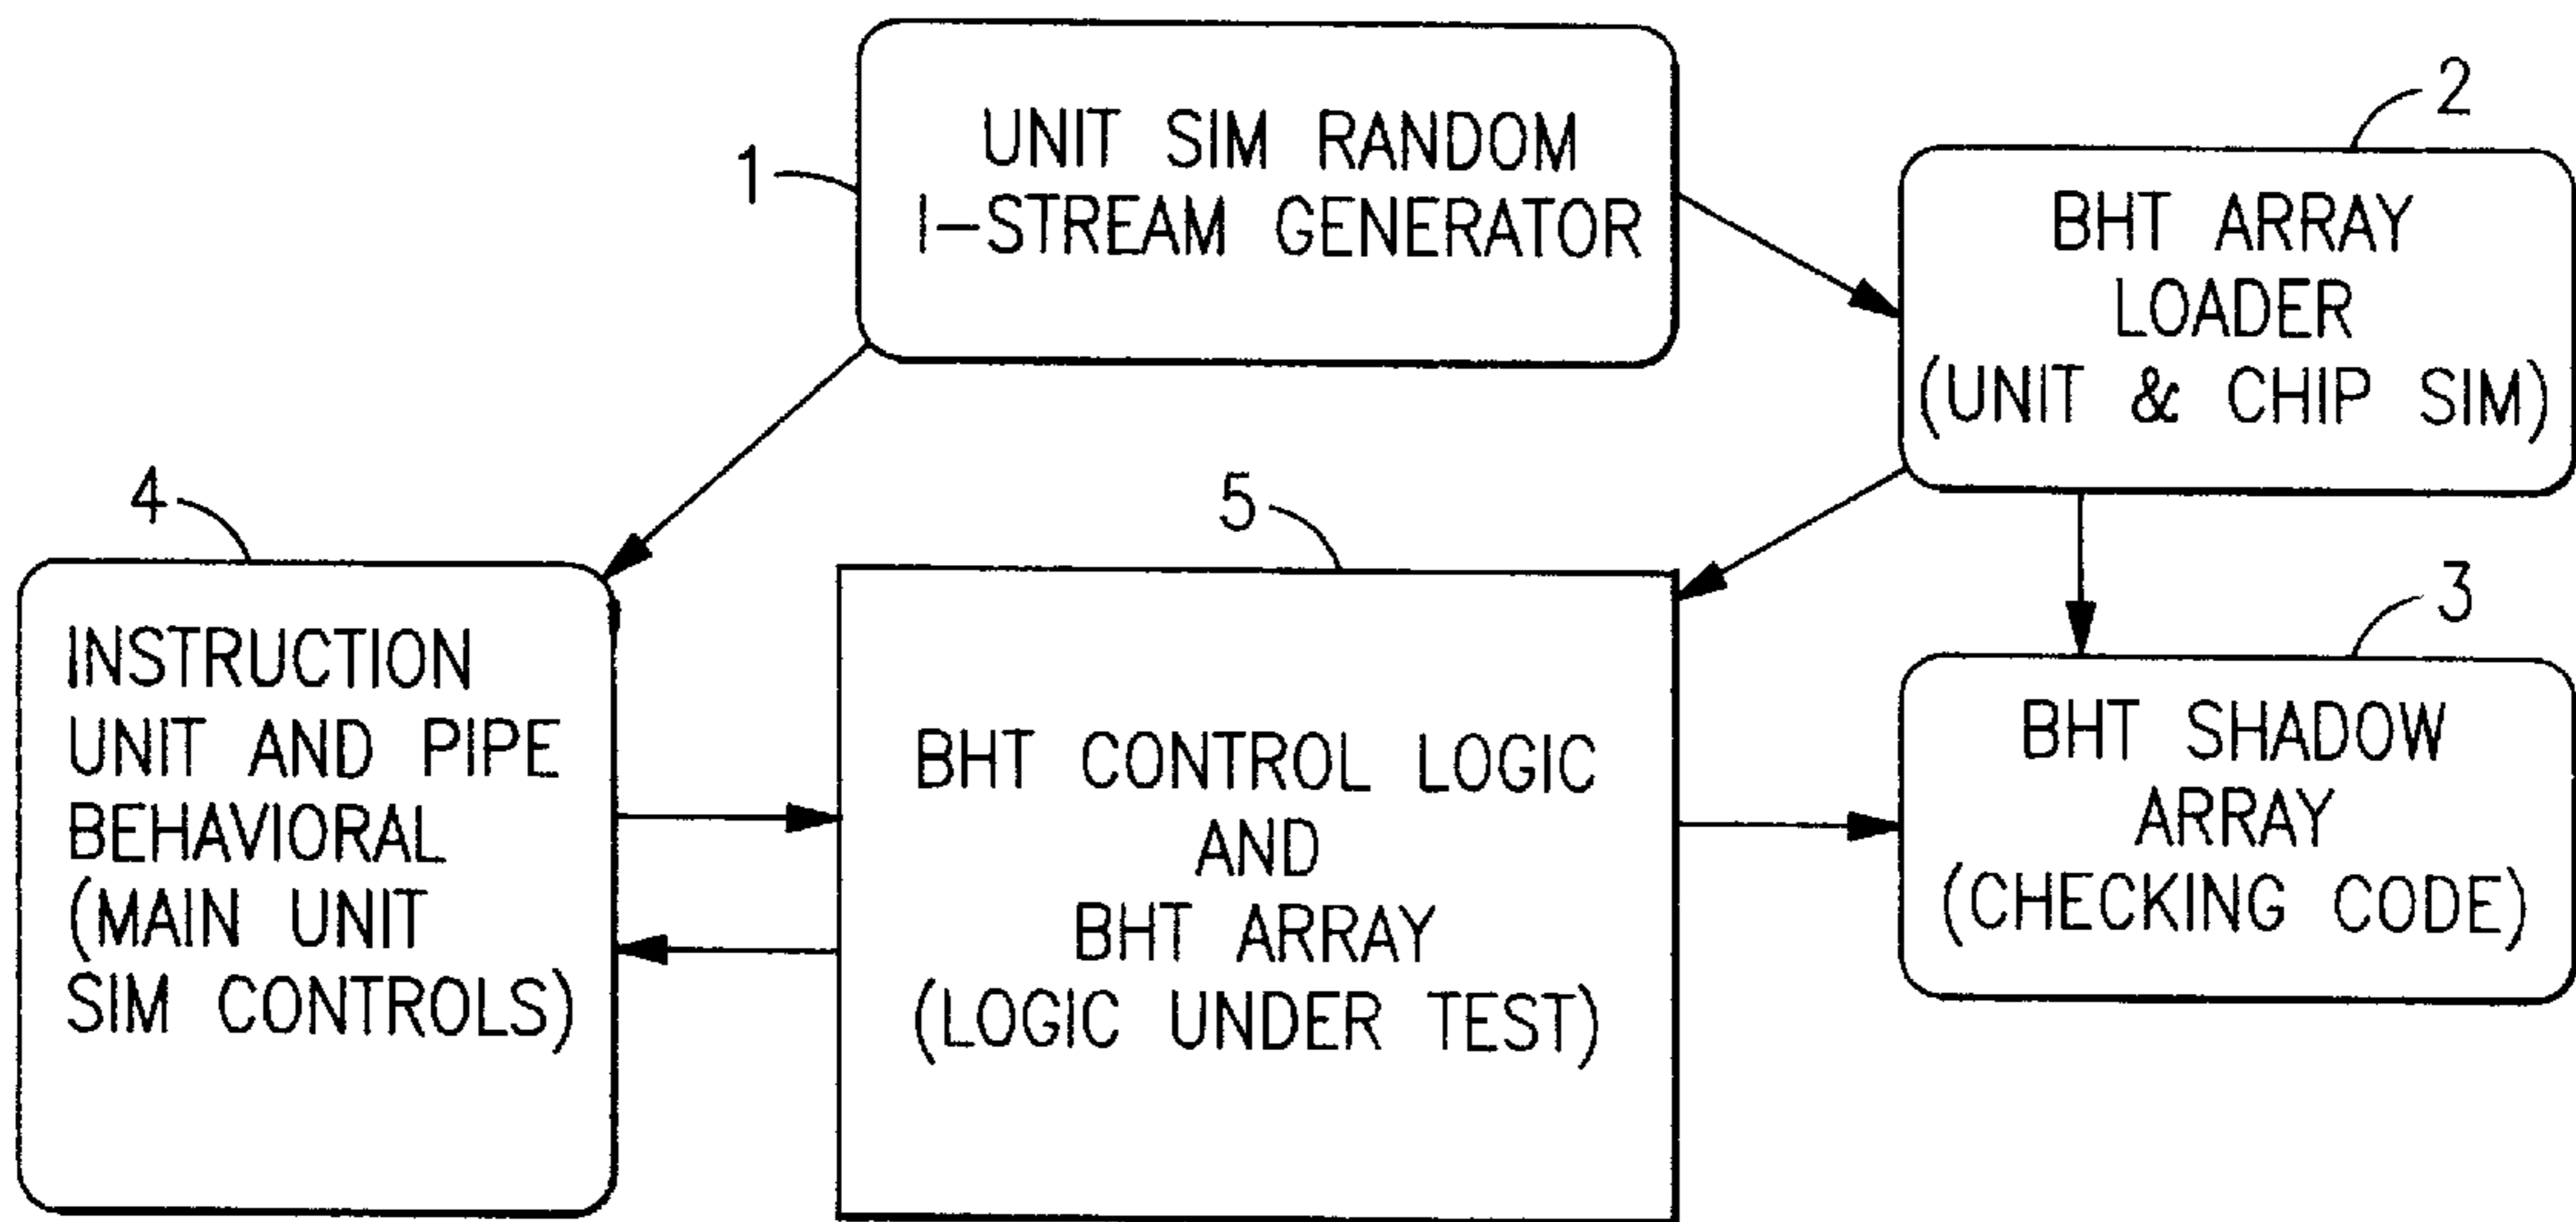 1
UNIT SIM RANDOM
I-STREAM GENERATOR
2
BHT ARRAY
LOADER
(UNIT & CHIP SIM)
4
INSTRUCTION
UNIT AND PIPE
BEHAVIORAL
(MAIN UNIT
SIM CONTROLS)
5
BHT CONTROL LOGIC
AND
BHT ARRAY
(LOGIC UNDER TEST)
3
BHT SHADOW
ARRAY
(CHECKING CODE)